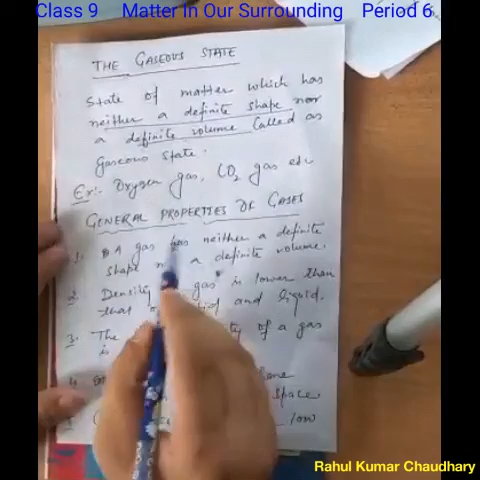 Class 9 Matter In Our Surrounding Period 6
THE GASEOUS STATE
State of matter which has
neither a definite shape nor
a definite volume called as
gaseous state.
Ex:- Oxygen gas, CO2 gas etc
GENERAL PROPERTIES OF GASES
1. A gas has neither a definite
shape a definite volume.
2. Density gas is lower than
that and liquid.
3. The of a gas
is
4.
space
low
Rahul Kumar Chaudhary